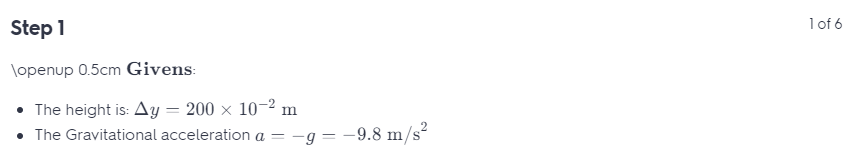 Step 1 1 of 6
\openup 0.5cm Givens:
• The height is: Δy = 200 × 10⁻² m
• The Gravitational acceleration a = −g = −9.8 m/s²